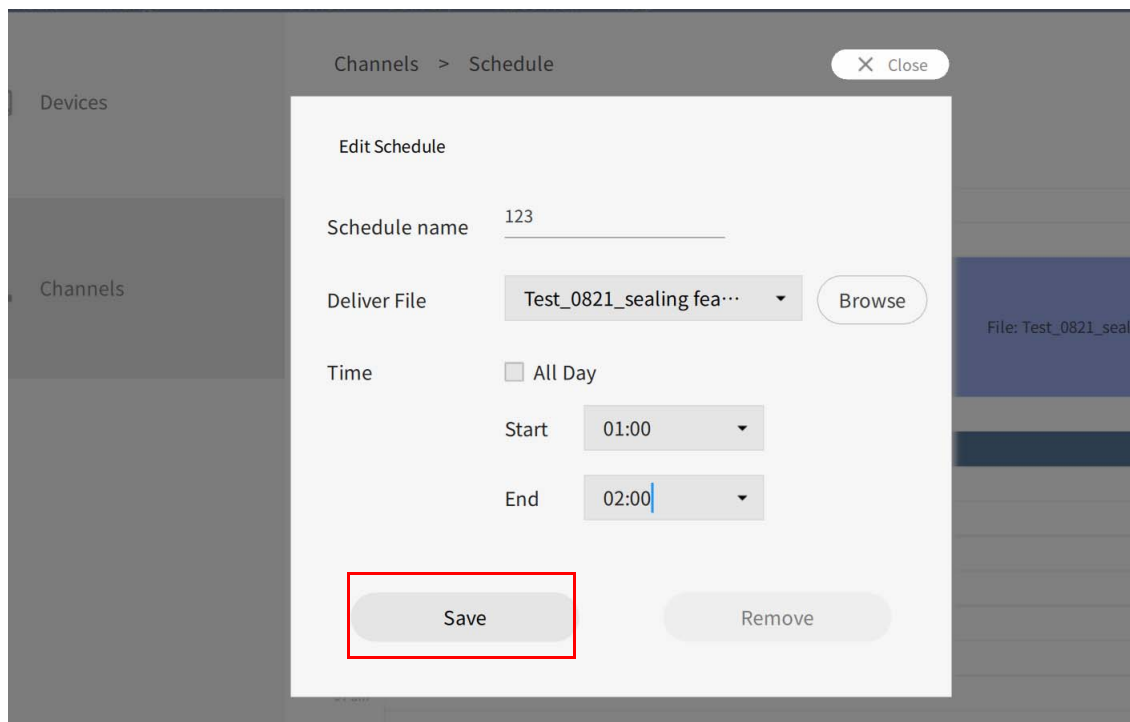 Channels > Schedule
Close
Devices
Edit Schedule
Schedule name 123
Channels
Deliver File Test_0821_sealing fea··· Browse
File: Test_0821_seal
Time All Day
Start 01:00
End 02:00
Save Remove